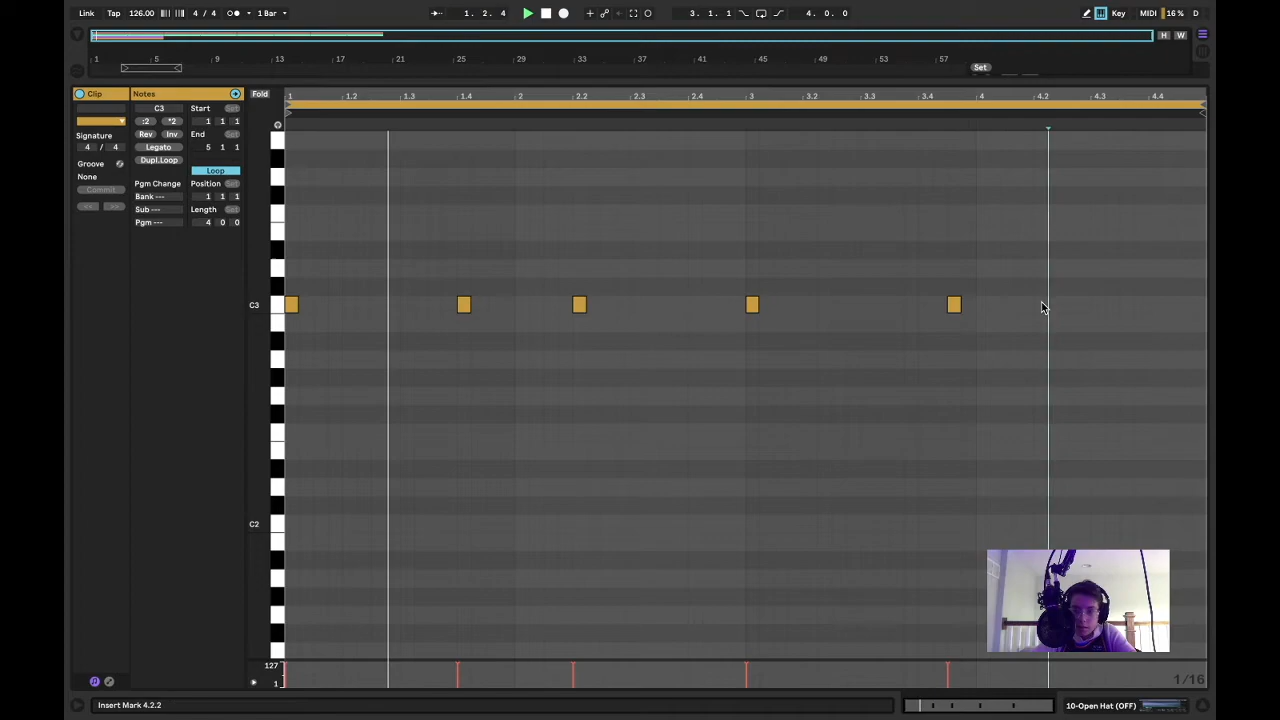 Link Tap 126.00 4 / 4 1 Bar 1. 2. 4 3. 1. 1 4. 0. 0 Key MIDI 16 % D
H W
1 5 9 13 17 21 25 29 33 37 41 45 49 53 57
Set
Clip Notes Fold 1 1.2 1.3 1.4 2 2.2 2.3 2.4 3 3.2 3.3 3.4 4 4.2 4.3 4.4
C3 Start Set
:2 *2 1 1 1
Signature Rev Inv End Set
4 / 4 Legato 5 1 1
Groove Dupl.Loop
None Loop
Commit Pgm Change Position Set
<< >> Bank --- 1 1 1
Sub --- Length Set
Pgm --- 4 0 0
C3
C2
127
1
1/16
Insert Mark 4.2.2 10-Open Hat (OFF)